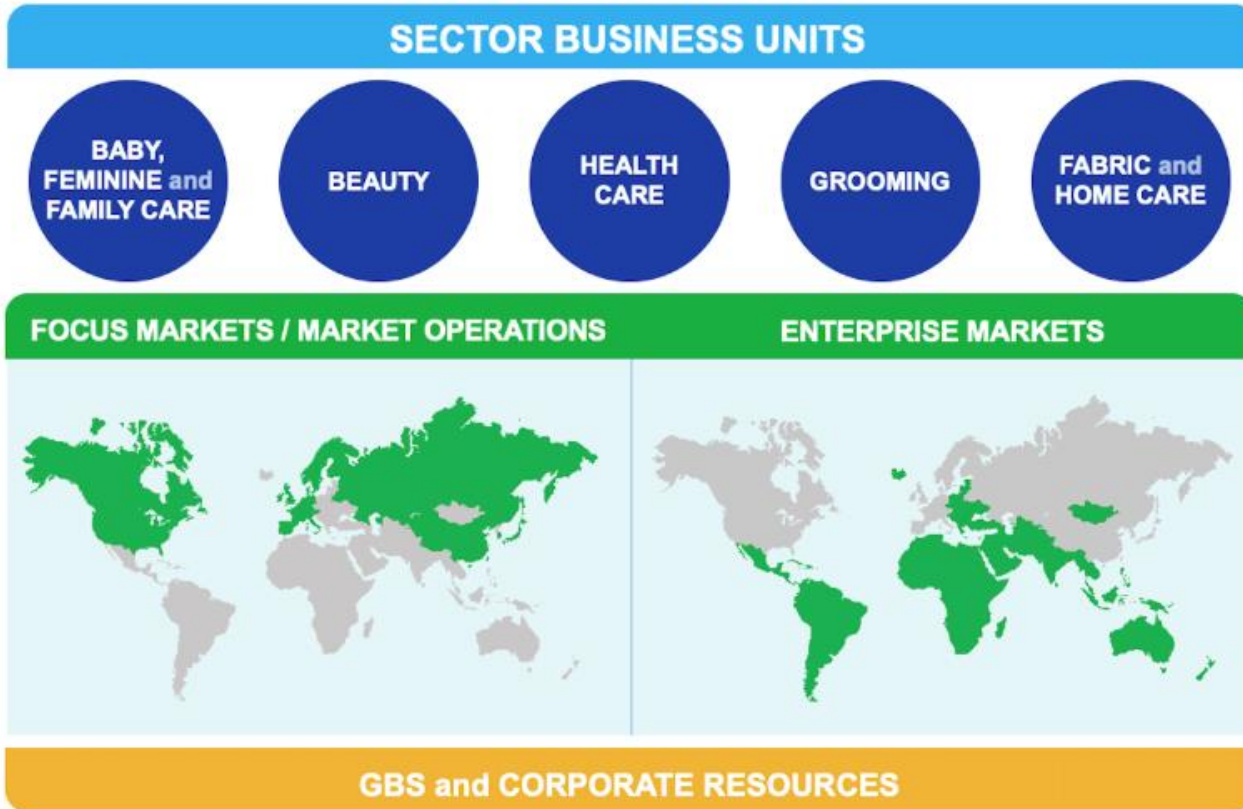 SECTOR BUSINESS UNITS
BABY,
FEMININE and
FAMILY CARE
BEAUTY
HEALTH
CARE
GROOMING
FABRIC and
HOME CARE
FOCUS MARKETS / MARKET OPERATIONS
ENTERPRISE MARKETS
GBS and CORPORATE RESOURCES